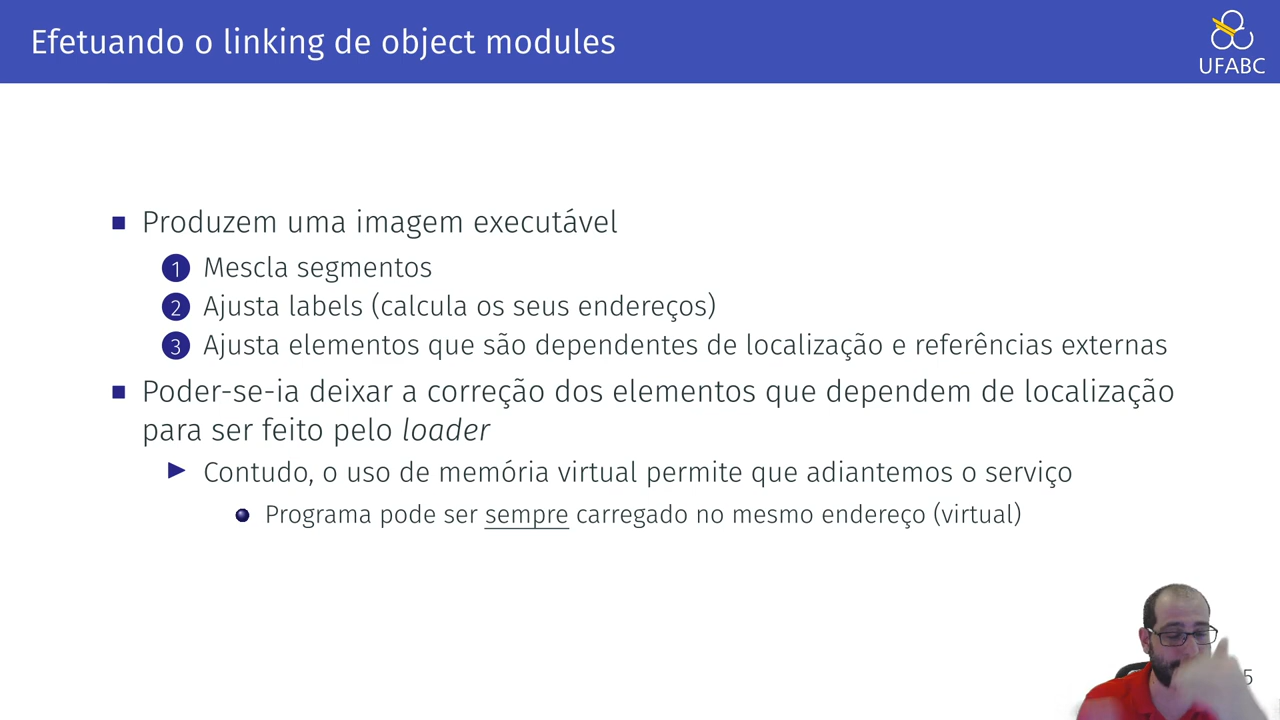 Efetuando o linking de object modules
UFABC
Produzem uma imagem executável
1 Mescla segmentos
2 Ajusta labels (calcula os seus endereços)
3 Ajusta elementos que são dependentes de localização e referências externas
Poder-se-ia deixar a correção dos elementos que dependem de localização
para ser feito pelo loader
Contudo, o uso de memória virtual permite que adiantemos o serviço
Programa pode ser sempre carregado no mesmo endereço (virtual)